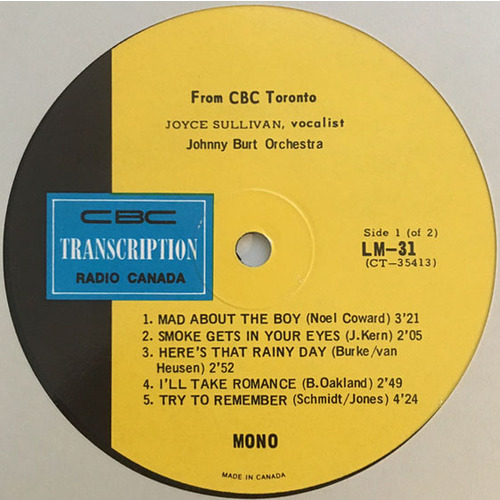 From CBC Toronto
JOYCE SULLIVAN, vocalist
Johnny Burt Orchestra
CBC
TRANSCRIPTION
RADIO CANADA
Side 1 (of 2)
LM-31
(CT-35413)
1. MAD ABOUT THE BOY (Noel Coward) 3'21
2. SMOKE GETS IN YOUR EYES (J.Kern) 2'05
3. HERE'S THAT RAINY DAY (Burke/van
Heusen) 2'52
4. I'LL TAKE ROMANCE (B.Oakland) 2'49
5. TRY TO REMEMBER (Schmidt/Jones) 4'24
MONO
MADE IN CANADA